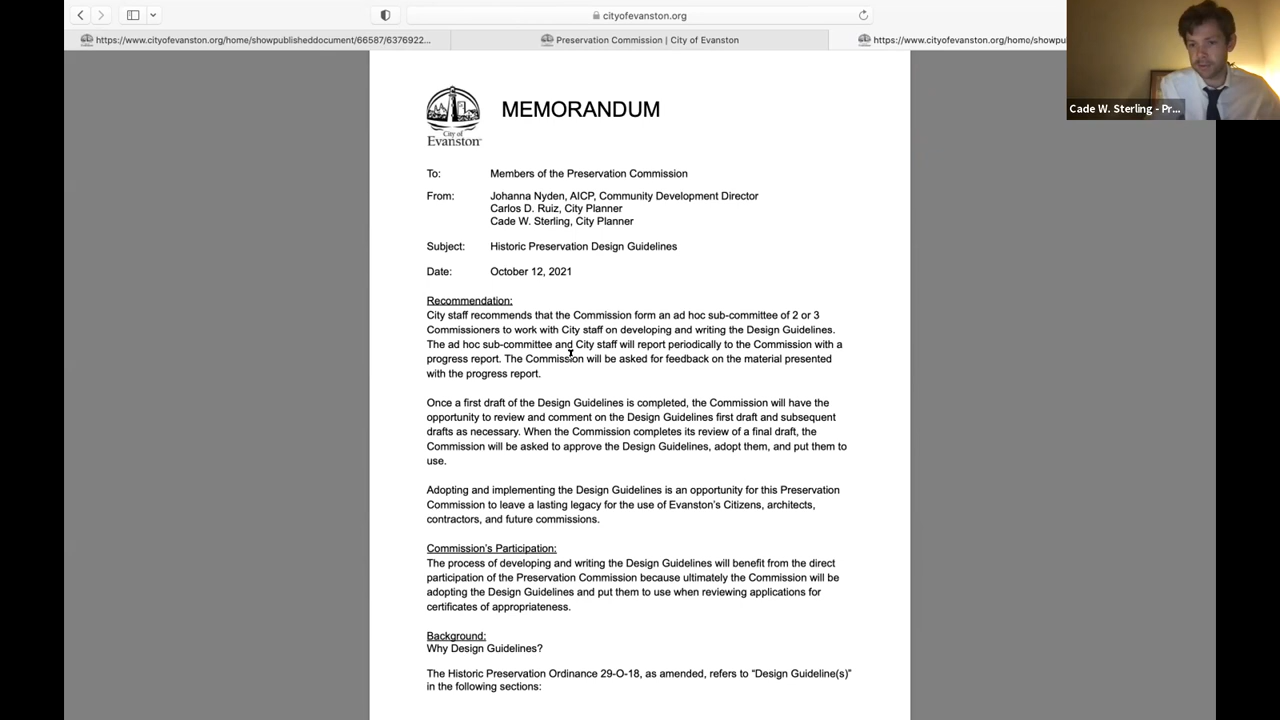 cityofevanston.org
https://www.cityofevanston.org/home/showpublisheddocument/66587/6376922...
Preservation Commission | City of Evanston
https://www.cityofevanston.org/home/showpu
Cade W. Sterling - Pr...
City of
Evanston
MEMORANDUM
To: Members of the Preservation Commission
From: Johanna Nyden, AICP, Community Development Director
Carlos D. Ruiz, City Planner
Cade W. Sterling, City Planner
Subject: Historic Preservation Design Guidelines
Date: October 12, 2021
Recommendation:
City staff recommends that the Commission form an ad hoc sub-committee of 2 or 3
Commissioners to work with City staff on developing and writing the Design Guidelines.
The ad hoc sub-committee and City staff will report periodically to the Commission with a
progress report. The Commission will be asked for feedback on the material presented
with the progress report.
Once a first draft of the Design Guidelines is completed, the Commission will have the
opportunity to review and comment on the Design Guidelines first draft and subsequent
drafts as necessary. When the Commission completes its review of a final draft, the
Commission will be asked to approve the Design Guidelines, adopt them, and put them to
use.
Adopting and implementing the Design Guidelines is an opportunity for this Preservation
Commission to leave a lasting legacy for the use of Evanston's Citizens, architects,
contractors, and future commissions.
Commission's Participation:
The process of developing and writing the Design Guidelines will benefit from the direct
participation of the Preservation Commission because ultimately the Commission will be
adopting the Design Guidelines and put them to use when reviewing applications for
certificates of appropriateness.
Background:
Why Design Guidelines?
The Historic Preservation Ordinance 29-O-18, as amended, refers to "Design Guideline(s)"
in the following sections: